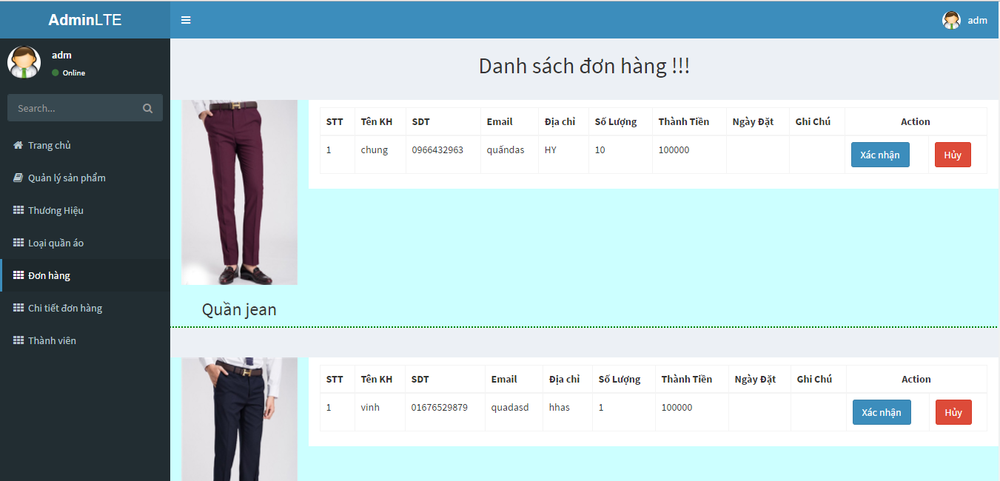 AdminLTE
adm
adm
Online
Search...
Trang chủ
Quản lý sản phẩm
Thương Hiệu
Loại quần áo
Đơn hàng
Chi tiết đơn hàng
Thành viên
Danh sách đơn hàng !!!
STT Tên KH SDT Email Địa chỉ Số Lượng Thành Tiền Ngày Đặt Ghi Chú Action
1 chung 0966432963 quấndas HY 10 100000 Xác nhận Hủy
Quần jean
STT Tên KH SDT Email Địa chỉ Số Lượng Thành Tiền Ngày Đặt Ghi Chú Action
1 vinh 01676529879 quadasd hhas 1 100000 Xác nhận Hủy